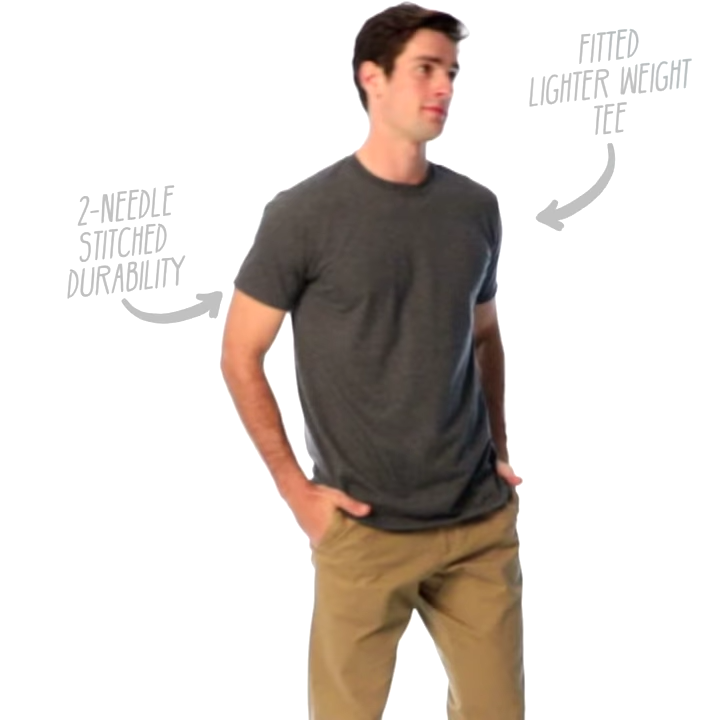 FITTED
LIGHTER WEIGHT
TEE
2-NEEDLE
STITCHED
DURABILITY